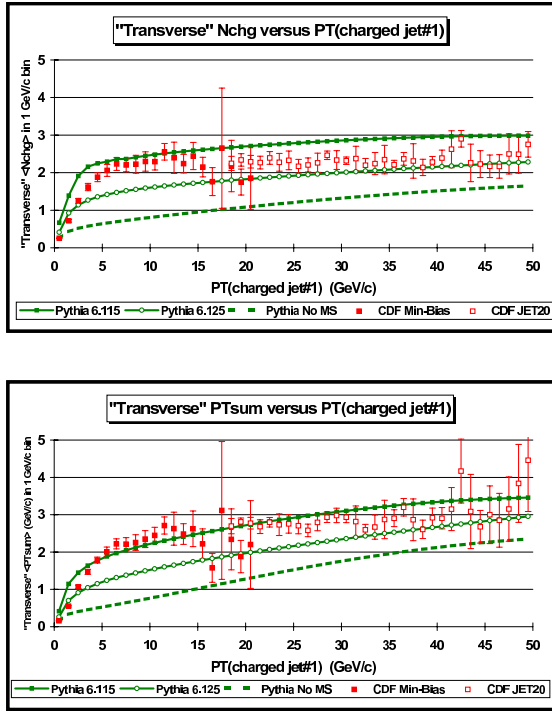 "Transverse" Nchg versus PT(charged jet#1)
"Transverse" <Nchg> in 1 GeV/c bin
5
4
3
2
1
0
0 5 10 15 20 25 30 35 40 45 50
PT(charged jet#1) (GeV/c)
Pythia 6.115 Pythia 6.125 Pythia No MS CDF Min-Bias CDF JET20
"Transverse" PTsum versus PT(charged jet#1)
"Transverse" <PTsum> (GeV/c) in 1 GeV/c bin
5
4
3
2
1
0
0 5 10 15 20 25 30 35 40 45 50
PT(charged jet#1) (GeV/c)
Pythia 6.115 Pythia 6.125 Pythia No MS CDF Min-Bias CDF JET20